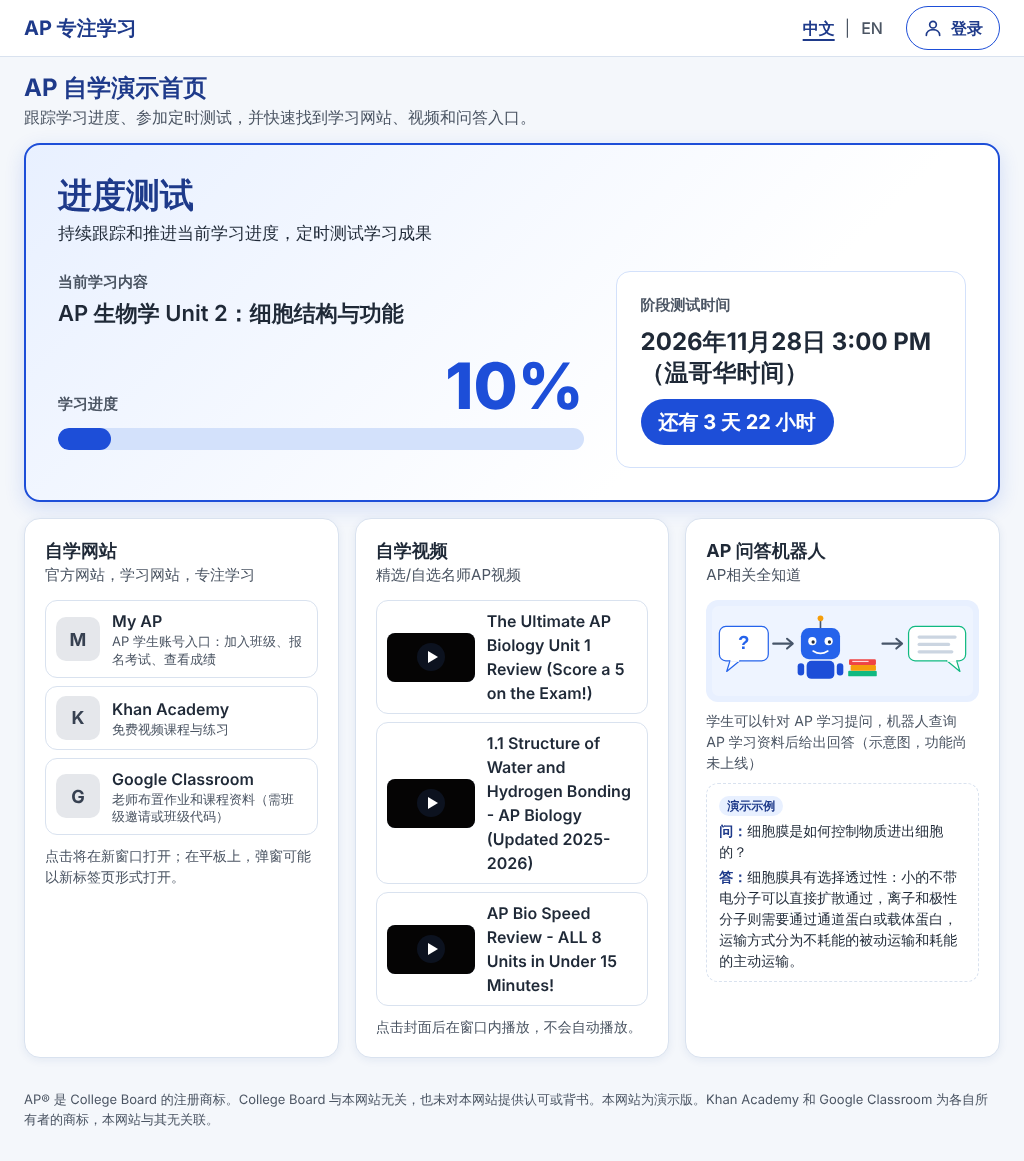 AP 专注学习
中文 | EN
登录
AP 自学演示首页
跟踪学习进度、参加定时测试，并快速找到学习网站、视频和问答入口。
进度测试
持续跟踪和推进当前学习进度，定时测试学习成果
当前学习内容
AP 生物学 Unit 2：细胞结构与功能
学习进度
10%
阶段测试时间
2026年11月28日 3:00 PM
（温哥华时间）
还有 3 天 22 小时
自学网站
官方网站，学习网站，专注学习
M
My AP
AP 学生账号入口：加入班级、报
名考试、查看成绩
K
Khan Academy
免费视频课程与练习
G
Google Classroom
老师布置作业和课程资料（需班
级邀请或班级代码）
点击将在新窗口打开；在平板上，弹窗可能
以新标签页形式打开。
自学视频
精选/自选名师AP视频
The Ultimate AP
Biology Unit 1
Review (Score a 5
on the Exam!)
1.1 Structure of
Water and
Hydrogen Bonding
- AP Biology
(Updated 2025-
2026)
AP Bio Speed
Review - ALL 8
Units in Under 15
Minutes!
点击封面后在窗口内播放，不会自动播放。
AP 问答机器人
AP相关全知道
?
学生可以针对 AP 学习提问，机器人查询
AP 学习资料后给出回答（示意图，功能尚
未上线）
演示示例
问：细胞膜是如何控制物质进出细胞
的？
答：细胞膜具有选择透过性：小的不带
电分子可以直接扩散通过，离子和极性
分子则需要通过通道蛋白或载体蛋白，
运输方式分为不耗能的被动运输和耗能
的主动运输。
AP® 是 College Board 的注册商标。College Board 与本网站无关，也未对本网站提供认可或背书。本网站为演示版。Khan Academy 和 Google Classroom 为各自所
有者的商标，本网站与其无关联。